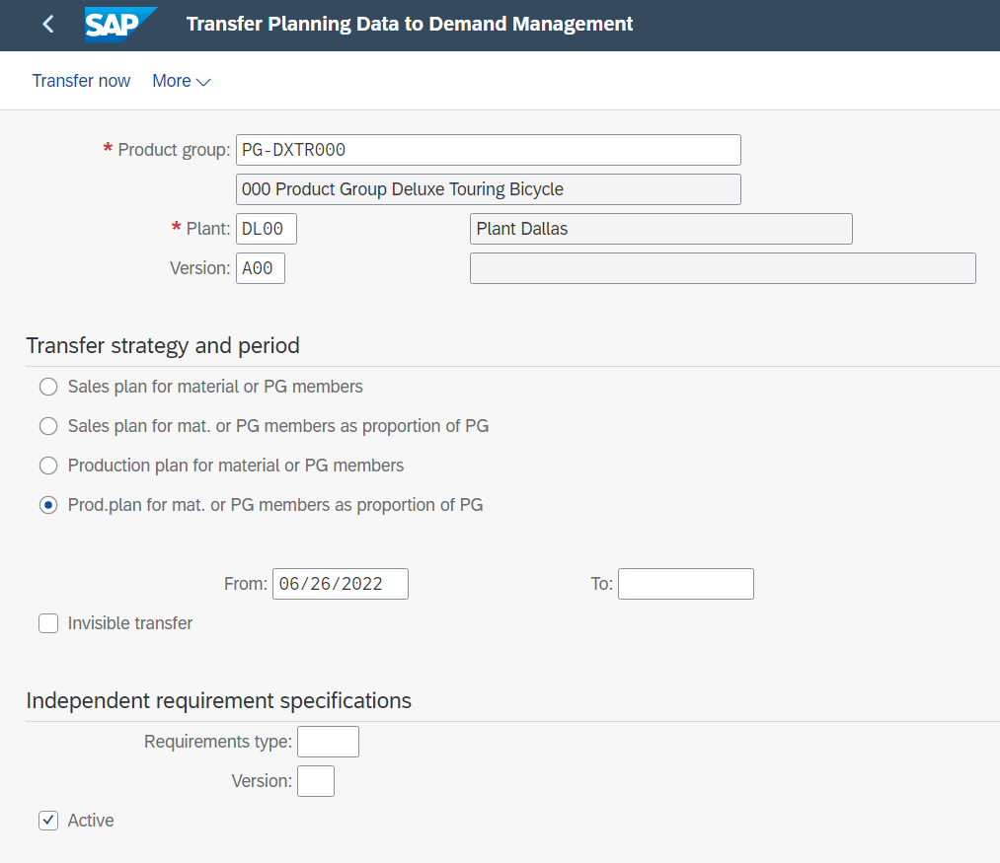 SAP Transfer Planning Data to Demand Management
Transfer now More
* Product group: PG-DXTR000
000 Product Group Deluxe Touring Bicycle
* Plant: DL00 Plant Dallas
Version: A00
Transfer strategy and period
Sales plan for material or PG members
Sales plan for mat. or PG members as proportion of PG
Production plan for material or PG members
Prod.plan for mat. or PG members as proportion of PG
From: 06/26/2022 To:
Invisible transfer
Independent requirement specifications
Requirements type:
Version:
Active